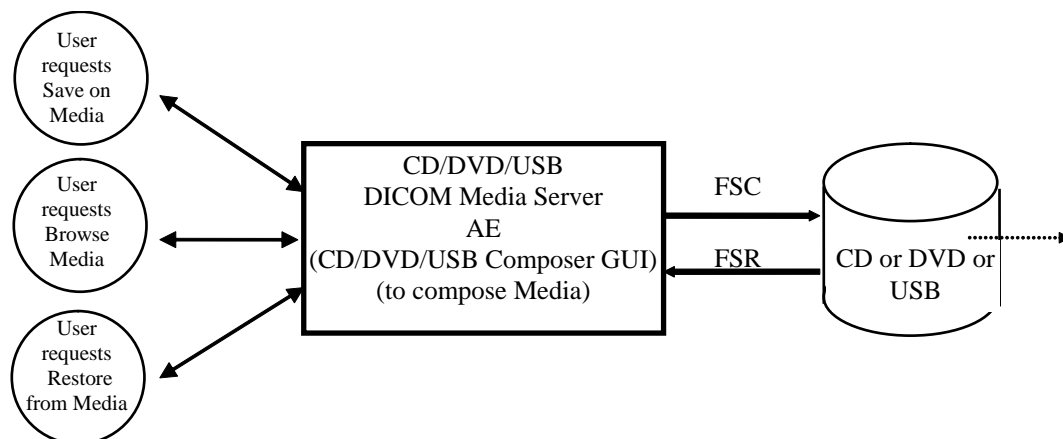 User
requests
Save on
Media
User
requests
Browse
Media
User
requests
Restore
from Media
CD/DVD/USB
DICOM Media Server
AE
(CD/DVD/USB Composer GUI)
(to compose Media)
FSC
FSR
CD or DVD or
USB